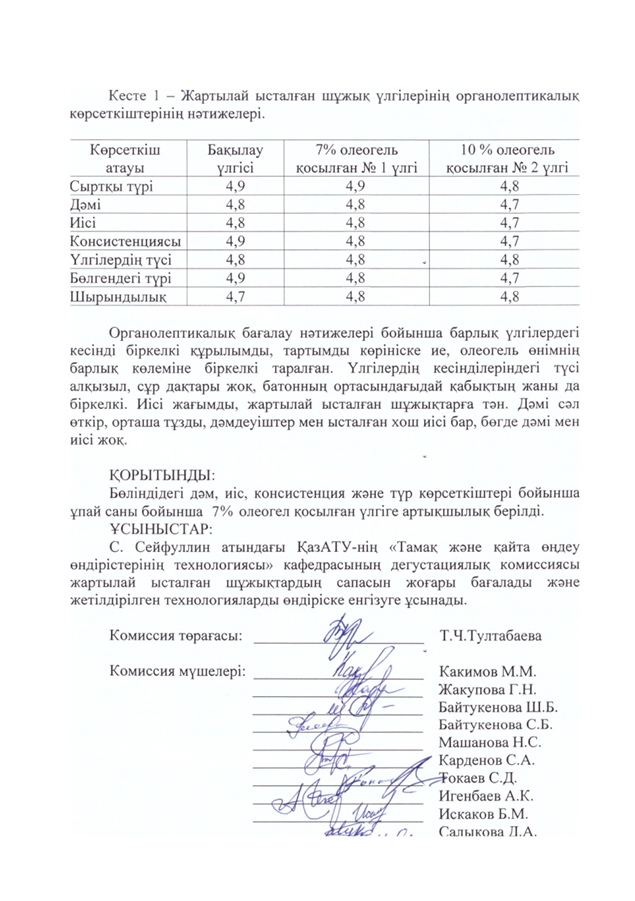 Кесте 1 – Жартылай ысталған шұжық үлгілерінің органолептикалық
көрсеткіштерінің нәтижелері.
Көрсеткіш атауы Бақылау үлгісі 7% олеогель қосылған № 1 үлгі 10 % олеогель қосылған № 2 үлгі
Сыртқы түрі 4,9 4,9 4,8
Дәмі 4,8 4,8 4,7
Иісі 4,8 4,8 4,7
Консистенциясы 4,9 4,8 4,7
Үлгілердің түсі 4,8 4,8 4,8
Бөлгендегі түрі 4,9 4,8 4,7
Шырындылық 4,7 4,8 4,8
Органолептикалық бағалау нәтижелері бойынша барлық үлгілердегі
кесінді біркелкі құрылымды, тартымды көрініске ие, олеогель өнімнің
барлық көлеміне біркелкі таралған. Үлгілердің кесінділеріндегі түсі
алқызыл, сұр дақтары жоқ, батонның ортасындағыдай қабықтың жаны да
біркелкі. Иісі жағымды, жартылай ысталған шұжықтарға тән. Дәмі сәл
өткір, орташа тұзды, дәмдеуіштер мен ысталған хош иісі бар, бөгде дәмі мен
иісі жоқ.
ҚОРЫТЫНДЫ:
Бөліндідегі дәм, иіс, консистенция және түр көрсеткіштері бойынша
ұпай саны бойынша 7% олеогел қосылған үлгіге артықшылық берілді.
ҰСЫНЫСТАР:
С. Сейфуллин атындағы ҚазАТУ-нің «Тамақ және қайта өңдеу
өндірістерінің технологиясы» кафедрасының дегустациялық комиссиясы
жартылай ысталған шұжықтардың сапасын жоғары бағалады және
жетілдірілген технологияларды өндіріске енгізуге ұсынады.
Комиссия төрағасы: Т.Ч.Тултабаева
Комиссия мүшелері: Какимов М.М.
Жакупова Г.Н.
Байтукенова Ш.Б.
Байтукенова С.Б.
Машанова Н.С.
Карденов С.А.
Токаев С.Д.
Игенбаев А.К.
Искаков Б.М.
Салыкова Д.А.